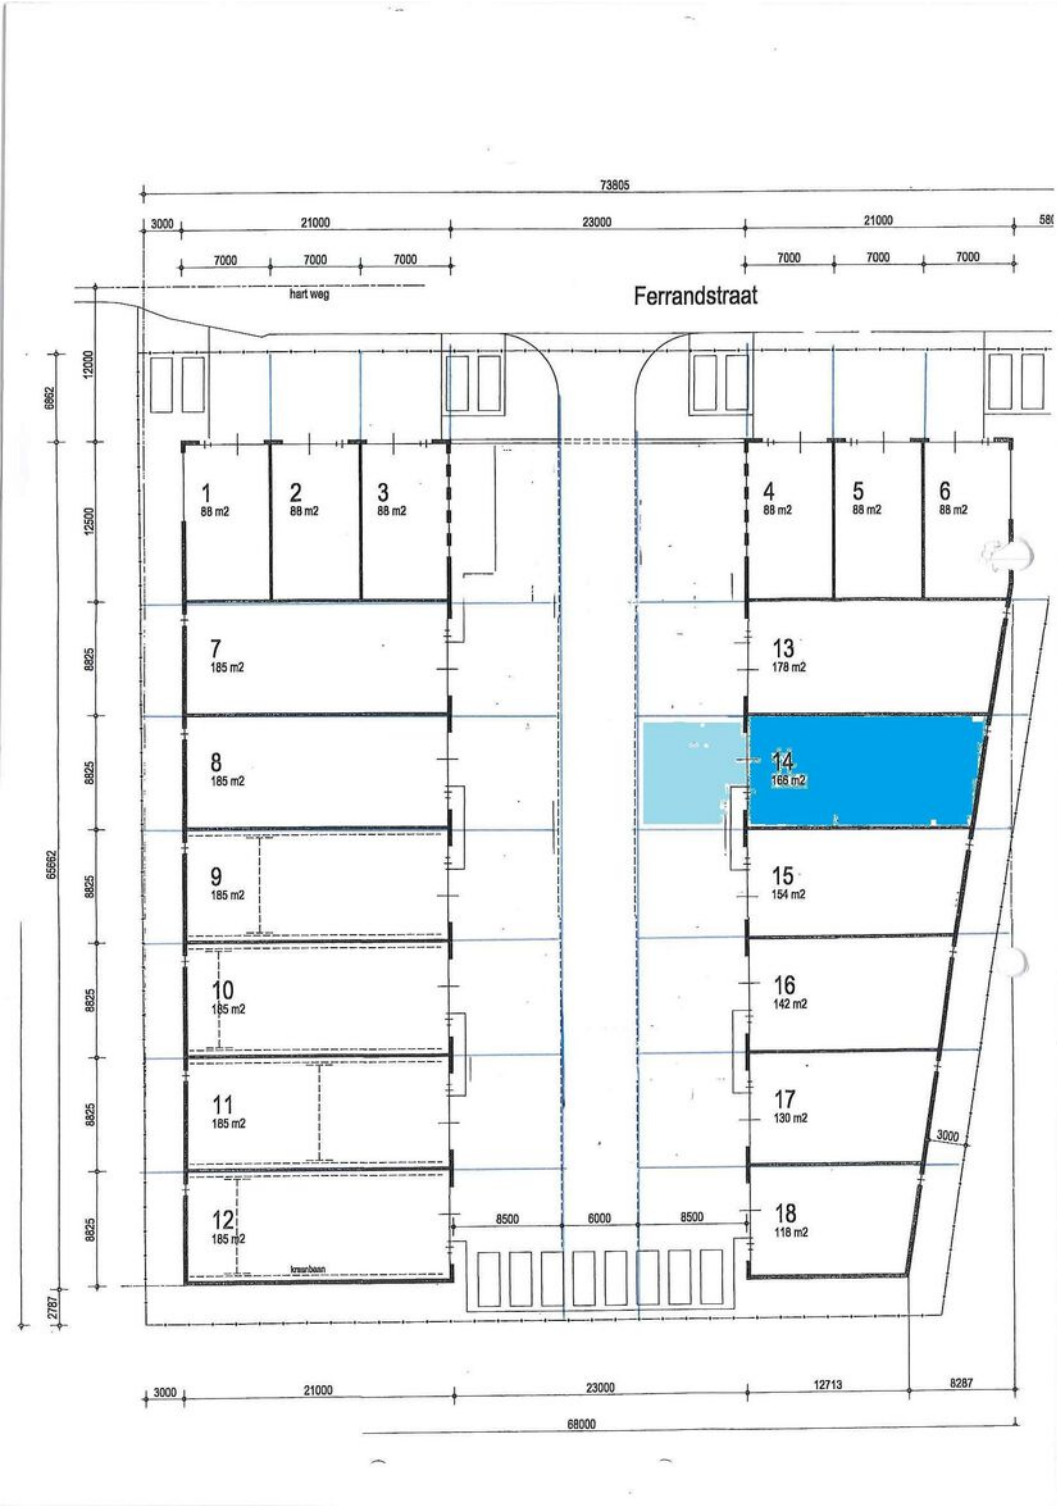 73805
3000 21000 23000 21000 580
7000 7000 7000 7000 7000 7000
hart weg
Ferrandstraat
12000
6862
1
88 m2
2
88 m2
3
88 m2
4
88 m2
5
88 m2
6
88 m2
12500
7
185 m2
13
178 m2
8825
8
185 m2
14
166 m2
8825
65662
9
185 m2
15
154 m2
8825
10
185 m2
16
142 m2
8825
11
185 m2
17
130 m2
8825
3000
12
185 m2
18
118 m2
8825
8500 6000 8500
kraanbaan
2787
3000 21000 23000 12713 8287
68000